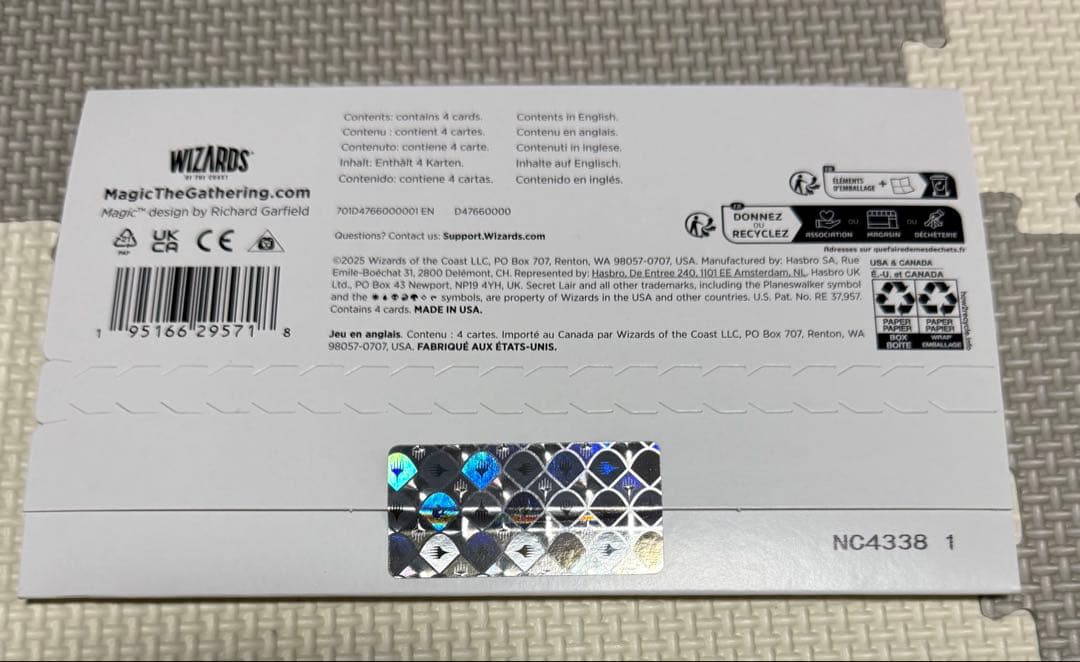 Contents: contains 4 cards.
Contenu : contient 4 cartes.
Contenuto: contiene 4 carte.
Inhalt: Enthält 4 Karten.
Contenido: contiene 4 cartas.
Contents in English.
Contenu en anglais.
Contenuti in inglese.
Inhalte auf Englisch.
Contenido en inglés.
WIZARDS
OF THE COAST
MagicTheGathering.com
Magic™ design by Richard Garfield
701D4766000001 EN D47660000
Questions? Contact us: Support.Wizards.com
UK
CA
CE
1 95166 29571 8
©2025 Wizards of the Coast LLC, PO Box 707, Renton, WA 98057-0707, USA. Manufactured by: Hasbro SA, Rue
Emile-Boéchat 31, 2800 Delémont, CH. Represented by: Hasbro, De Entree 240, 1101 EE Amsterdam, NL. Hasbro UK
Ltd., PO Box 43 Newport, NP19 4YH, UK. Secret Lair and all other trademarks, including the Planeswalker symbol
and the symbols, are property of Wizards in the USA and other countries. U.S. Pat. No. RE 37,957.
Contains 4 cards. MADE IN USA.
Jeu en anglais. Contenu : 4 cartes. Importé au Canada par Wizards of the Coast LLC, PO Box 707, Renton, WA
98057-0707, USA. FABRIQUÉ AUX ÉTATS-UNIS.
FR
ÉLÉMENTS
D'EMBALLAGE +
FR
DONNEZ
OU
RECYCLEZ
ASSOCIATION OU MAGASIN OU DÉCHÈTERIE
Adresses sur quefairedemesdechets.fr
USA & CANADA
É.-U. et CANADA
PAPER
PAPIER
BOX
BOÎTE
PAPER
PAPIER
WRAP
EMBALLAGE
how2recycle.info
NC4338 1